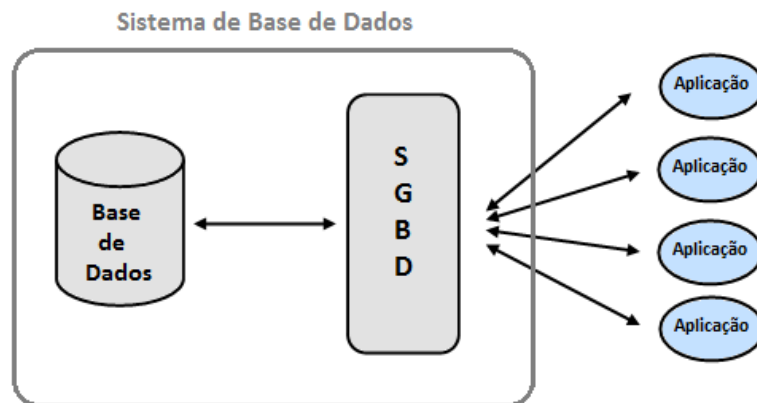 Sistema de Base de Dados
Base
de
Dados
S
G
B
D
Aplicação
Aplicação
Aplicação
Aplicação